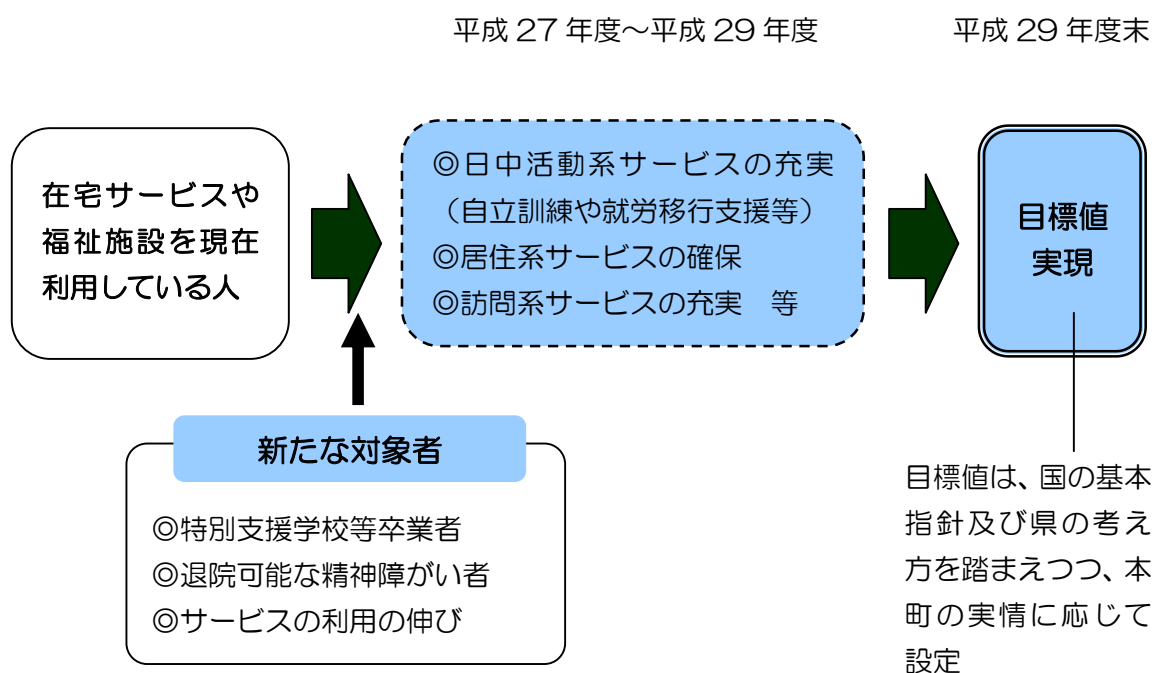 平成 27 年度～平成 29 年度
平成 29 年度末
在宅サービスや
福祉施設を現在
利用している人
◎日中活動系サービスの充実
（自立訓練や就労移行支援等）
◎居住系サービスの確保
◎訪問系サービスの充実　等
目標値
実現
新たな対象者
◎特別支援学校等卒業者
◎退院可能な精神障がい者
◎サービスの利用の伸び
目標値は、国の基本
指針及び県の考え
方を踏まえつつ、本
町の実情に応じて
設定